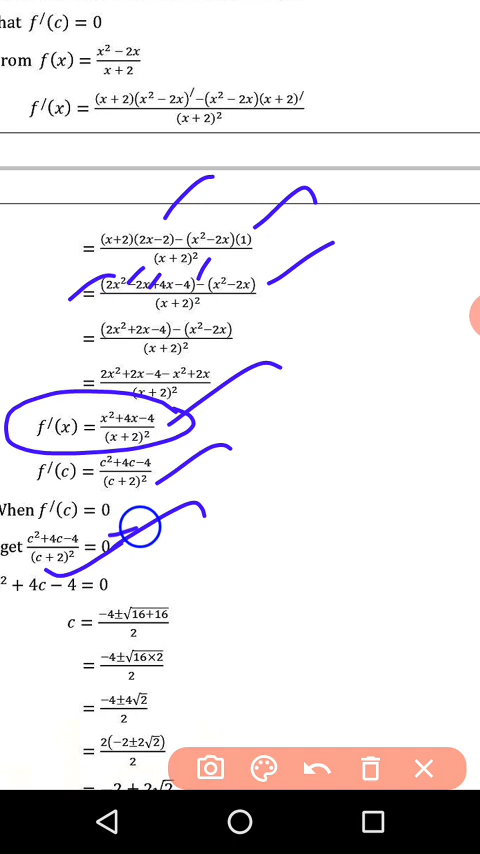 hat f′(c) = 0
rom f(x) = (x² − 2x)/(x + 2)
f′(x) = ((x + 2)(x² − 2x)′−(x² − 2x)(x + 2)′)/(x + 2)²
= ((x+2)(2x−2)− (x²−2x)(1))/(x + 2)²
= ((2x²−2x+4x−4)− (x²−2x))/(x + 2)²
= ((2x²+2x−4)− (x²−2x))/(x + 2)²
= (2x²+2x−4− x²+2x)/(x + 2)²
f′(x) = (x²+4x−4)/(x + 2)²
f′(c) = (c²+4c−4)/(c + 2)²
When f′(c) = 0
get (c²+4c−4)/(c + 2)² = 0
² + 4c − 4 = 0
c = (−4±√(16+16))/2
= (−4±√(16×2))/2
= (−4±4√2)/2
= 2(−2±2√2)/2
= −2 + 2√2